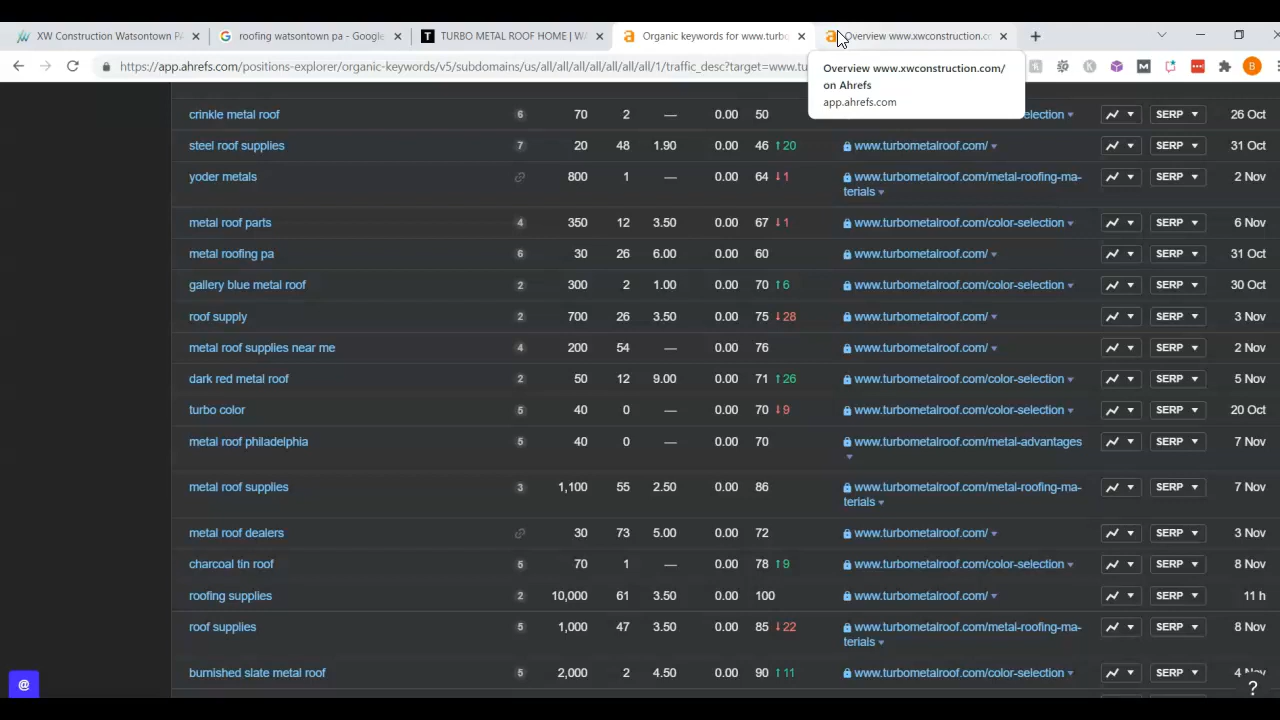 XW Construction Watsontown PA
roofing watsontown pa - Google
TURBO METAL ROOF HOME | WA
Organic keywords for www.turbo
Overview www.xwconstruction.co
https://app.ahrefs.com/positions-explorer/organic-keywords/v5/subdomains/us/all/all/all/all/all/all/1/traffic_desc?target=www.tu
B
Overview www.xwconstruction.com/
on Ahrefs
app.ahrefs.com
crinkle metal roof 6 70 2 — 0.00 50 election SERP 26 Oct
steel roof supplies 7 20 48 1.90 0.00 46 ↑20 www.turbometalroof.com/ SERP 31 Oct
yoder metals 800 1 — 0.00 64 ↓1 www.turbometalroof.com/metal-roofing-ma- SERP 2 Nov
terials
metal roof parts 4 350 12 3.50 0.00 67 ↓1 www.turbometalroof.com/color-selection SERP 6 Nov
metal roofing pa 6 30 26 6.00 0.00 60 www.turbometalroof.com/ SERP 31 Oct
gallery blue metal roof 2 300 2 1.00 0.00 70 ↑6 www.turbometalroof.com/color-selection SERP 30 Oct
roof supply 2 700 26 3.50 0.00 75 ↓28 www.turbometalroof.com/ SERP 3 Nov
metal roof supplies near me 4 200 54 — 0.00 76 www.turbometalroof.com/ SERP 2 Nov
dark red metal roof 2 50 12 9.00 0.00 71 ↑26 www.turbometalroof.com/color-selection SERP 5 Nov
turbo color 5 40 0 — 0.00 70 ↓9 www.turbometalroof.com/color-selection SERP 20 Oct
metal roof philadelphia 5 40 0 — 0.00 70 www.turbometalroof.com/metal-advantages SERP 7 Nov
metal roof supplies 3 1,100 55 2.50 0.00 86 www.turbometalroof.com/metal-roofing-ma- SERP 7 Nov
terials
metal roof dealers 30 73 5.00 0.00 72 www.turbometalroof.com/ SERP 3 Nov
charcoal tin roof 5 70 1 — 0.00 78 ↑9 www.turbometalroof.com/color-selection SERP 8 Nov
roofing supplies 2 10,000 61 3.50 0.00 100 www.turbometalroof.com/ SERP 11 h
roof supplies 5 1,000 47 3.50 0.00 85 ↓22 www.turbometalroof.com/metal-roofing-ma- SERP 8 Nov
terials
burnished slate metal roof 5 2,000 2 4.50 0.00 90 ↑11 www.turbometalroof.com/color-selection SERP 4 Nov
@
?